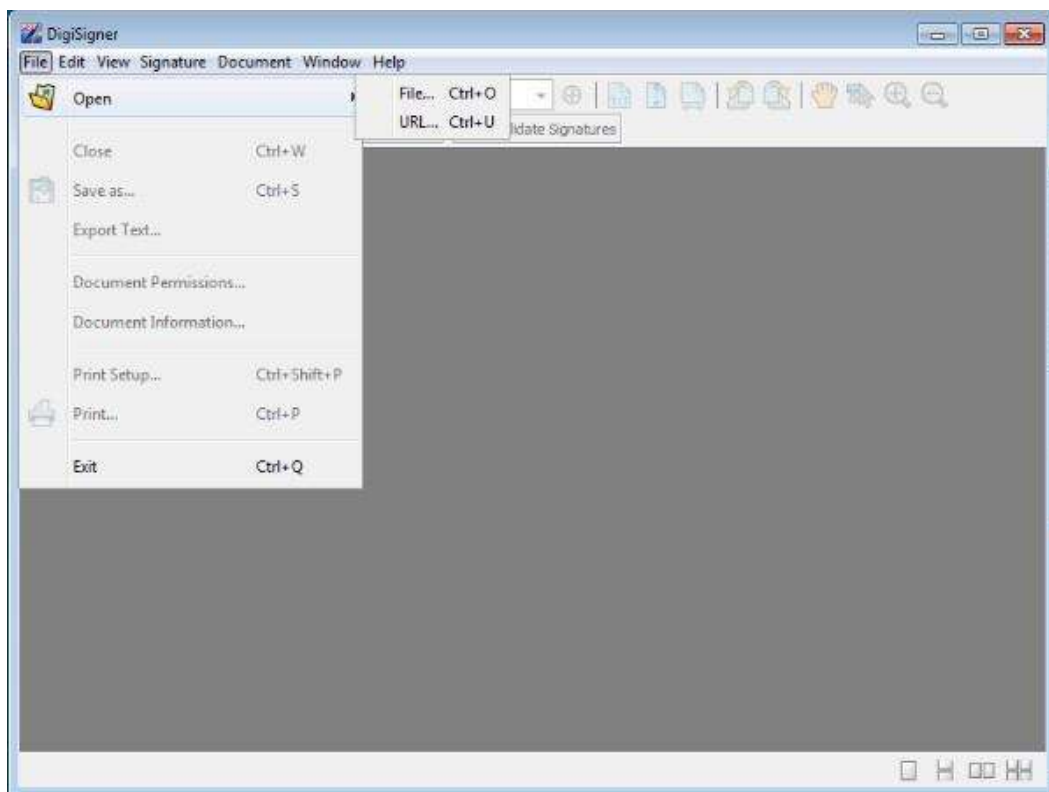 DigiSigner
File Edit View Signature Document Window Help
Open
File... Ctrl+O
URL... Ctrl+U
Signatures
Close Ctrl+W
Save as... Ctrl+S
Export Text...
Document Permissions...
Document Information...
Print Setup... Ctrl+Shift+P
Print... Ctrl+P
Exit Ctrl+Q